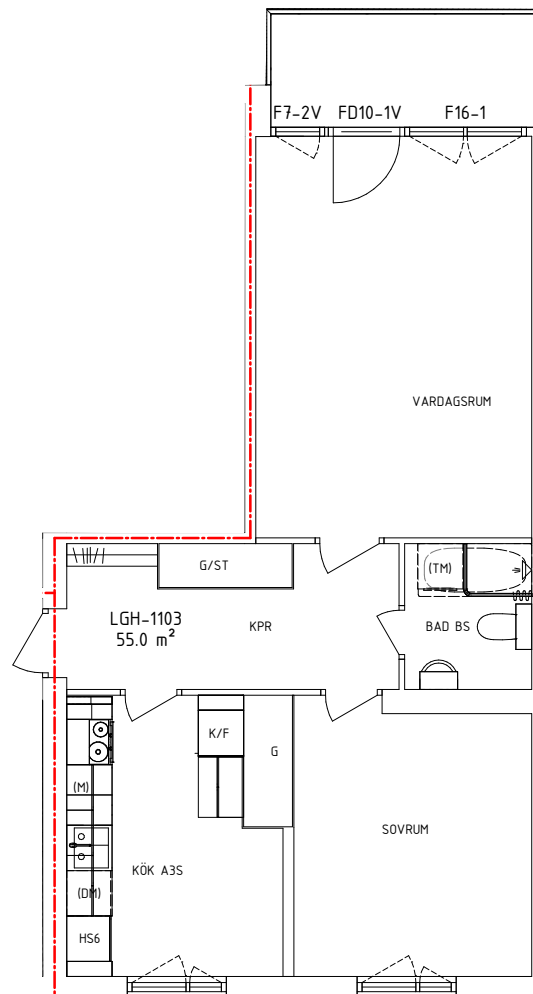 F7-2V FD10-1V F16-1
VARDAGSRUM
G/ST
(TM)
LGH-1103
55.0 m²
KPR
BAD BS
K/F
G
(M)
SOVRUM
KÖK A3S
(DM)
HS6